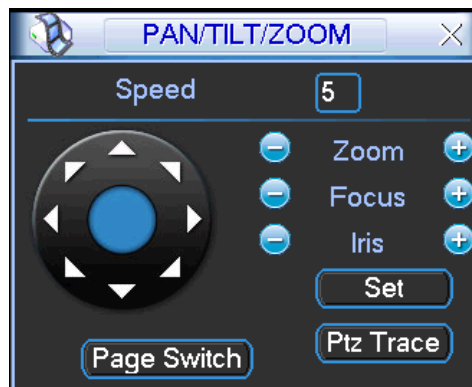 PAN/TILT/ZOOM
Speed 5
Zoom
Focus
Iris
Set
Ptz Trace
Page Switch